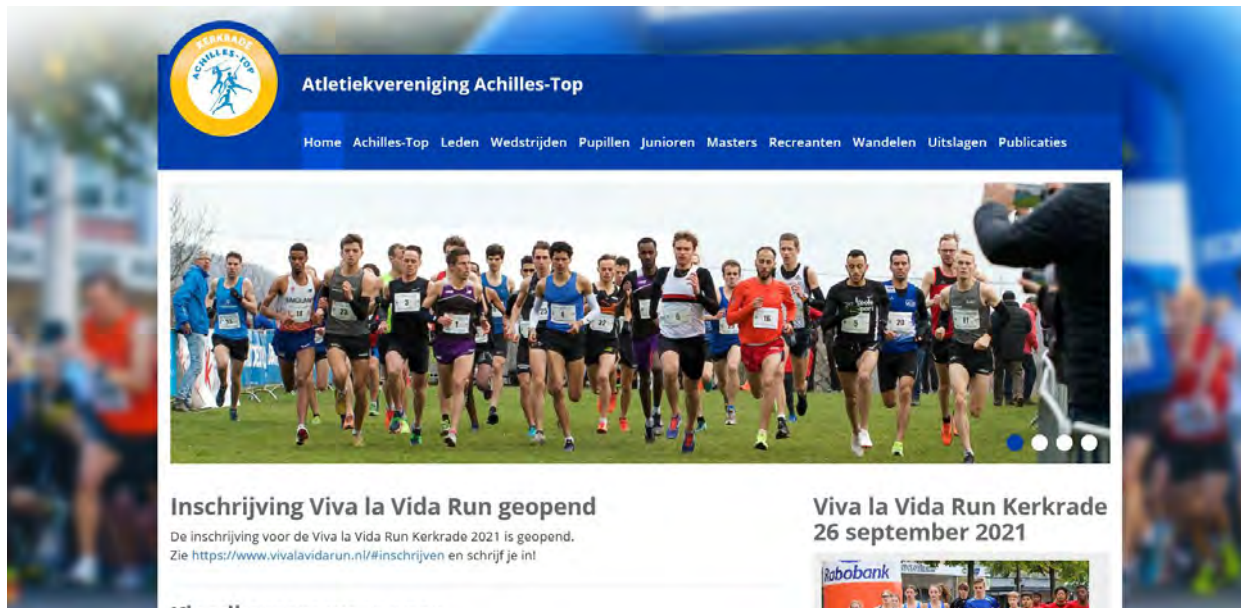 KERKRADE
ACHILLES-TOP
Atletiekvereniging Achilles-Top
Home Achilles-Top Leden Wedstrijden Pupillen Junioren Masters Recreanten Wandelen Uitslagen Publicaties
Inschrijving Viva la Vida Run geopend
De inschrijving voor de Viva la Vida Run Kerkrade 2021 is geopend.
Zie https://www.vivalavidarun.nl/#inschrijven en schrijf je in!
Viva la Vida Run Kerkrade
26 september 2021
Rabobank